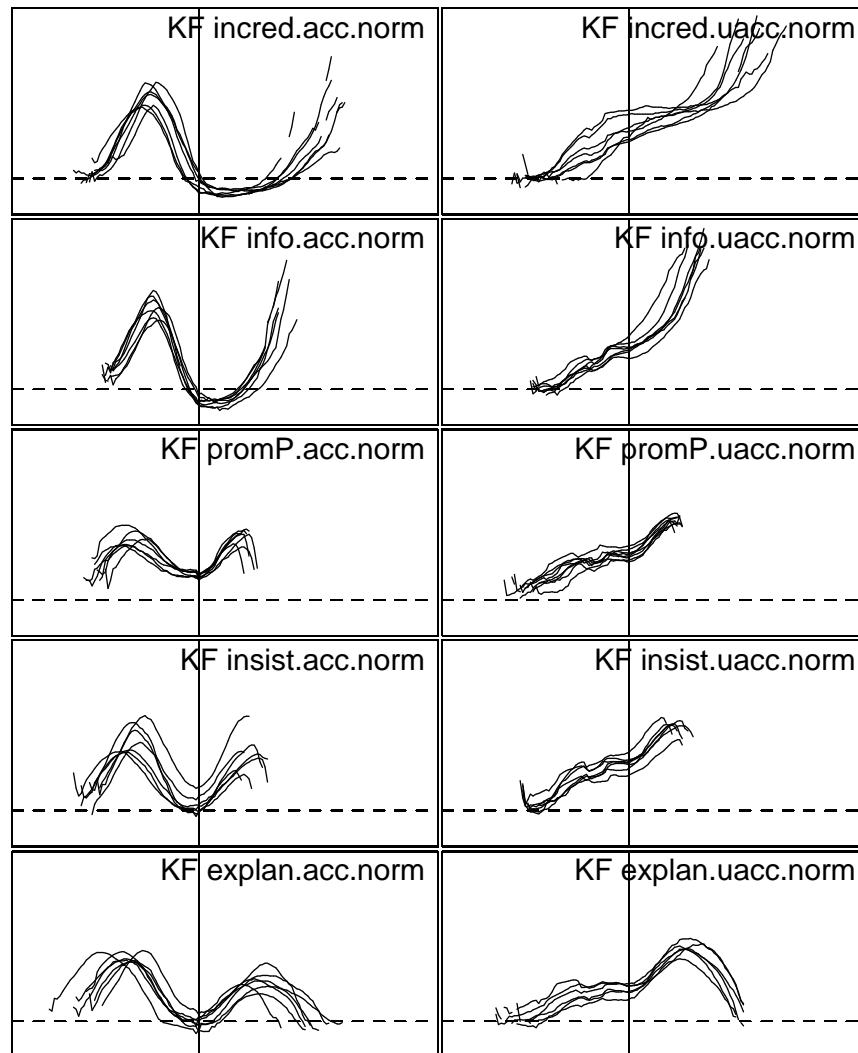 KF incred.acc.norm
KF incred.uacc.norm
KF info.acc.norm
KF info.uacc.norm
KF promP.acc.norm
KF promP.uacc.norm
KF insist.acc.norm
KF insist.uacc.norm
KF explan.acc.norm
KF explan.uacc.norm